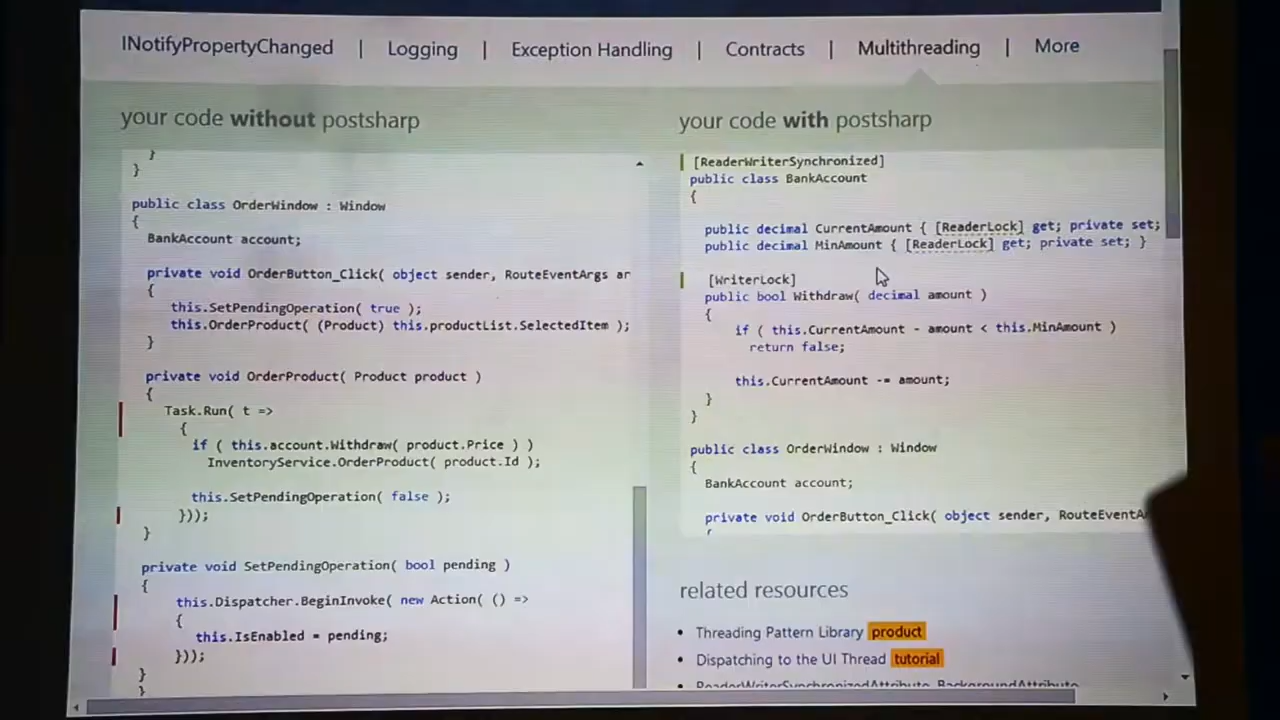 INotifyPropertyChanged | Logging | Exception Handling | Contracts | Multithreading | More
your code without postsharp
}
}
public class OrderWindow : Window
{
BankAccount account;
private void OrderButton_Click( object sender, RouteEventArgs ar
{
this.SetPendingOperation( true );
this.OrderProduct( (Product) this.productList.SelectedItem );
}
private void OrderProduct( Product product )
{
Task.Run( t =>
{
if ( this.account.Withdraw( product.Price ) )
InventoryService.OrderProduct( product.Id );
this.SetPendingOperation( false );
}));
}
private void SetPendingOperation( bool pending )
{
this.Dispatcher.BeginInvoke( new Action( () =>
{
this.IsEnabled = pending;
}));
}
}
your code with postsharp
[ReaderWriterSynchronized]
public class BankAccount
{
public decimal CurrentAmount { [ReaderLock] get; private set;
public decimal MinAmount { [ReaderLock] get; private set; }
[WriterLock]
public bool Withdraw( decimal amount )
{
if ( this.CurrentAmount - amount < this.MinAmount )
return false;
this.CurrentAmount -= amount;
}
}
public class OrderWindow : Window
{
BankAccount account;
private void OrderButton_Click( object sender, RouteEventA
{
related resources
• Threading Pattern Library product
• Dispatching to the UI Thread tutorial
• ReaderWriterSynchronizedAttribute, BackgroundAttribute